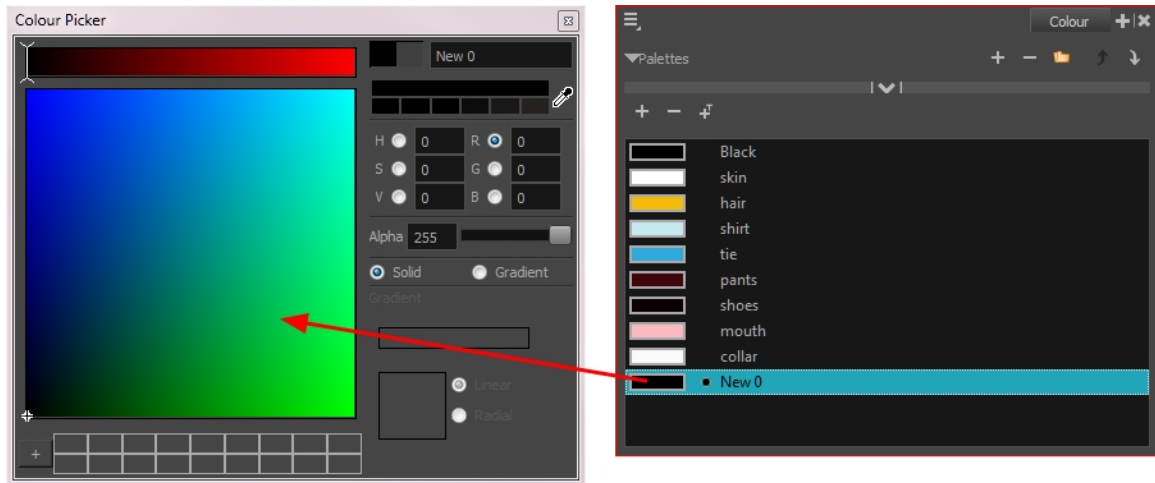 Colour Picker
New 0
H 0 R 0
S 0 G 0
V 0 B 0
Alpha 255
Solid Gradient
Gradient
Linear
Radial
Colour
Palettes
Black
skin
hair
shirt
tie
pants
shoes
mouth
collar
New 0